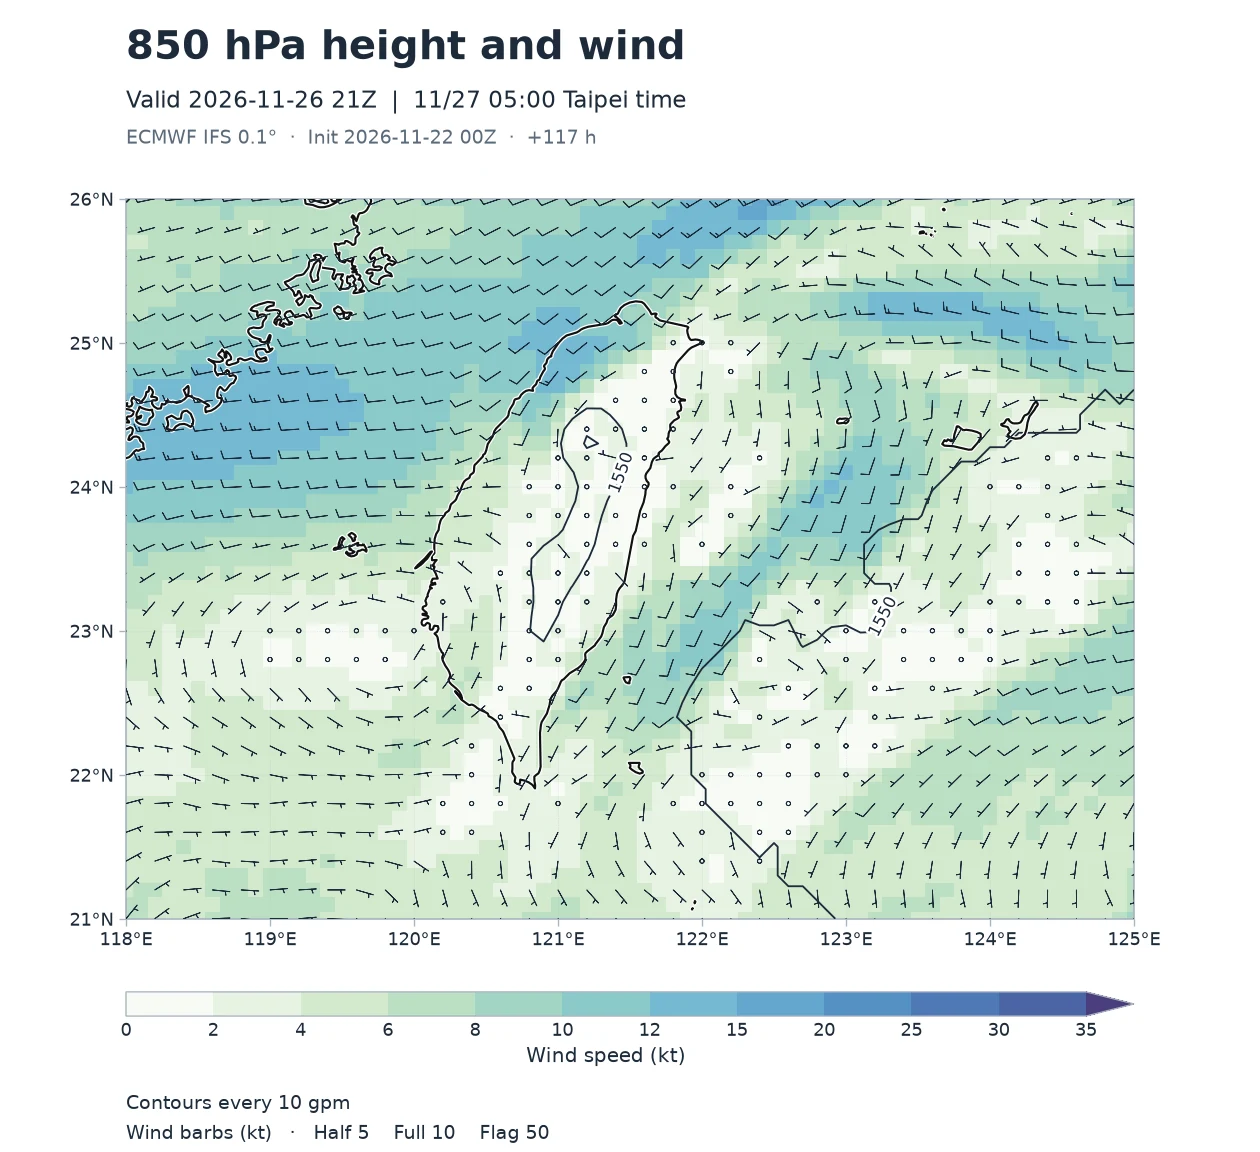 850 hPa height and wind
Valid 2026-11-26 21Z | 11/27 05:00 Taipei time
ECMWF IFS 0.1° · Init 2026-11-22 00Z · +117 h
26°N
25°N
24°N
23°N
22°N
21°N
1550
1550
118°E 119°E 120°E 121°E 122°E 123°E 124°E 125°E
0 2 4 6 8 10 12 15 20 25 30 35
Wind speed (kt)
Contours every 10 gpm
Wind barbs (kt) · Half 5 Full 10 Flag 50